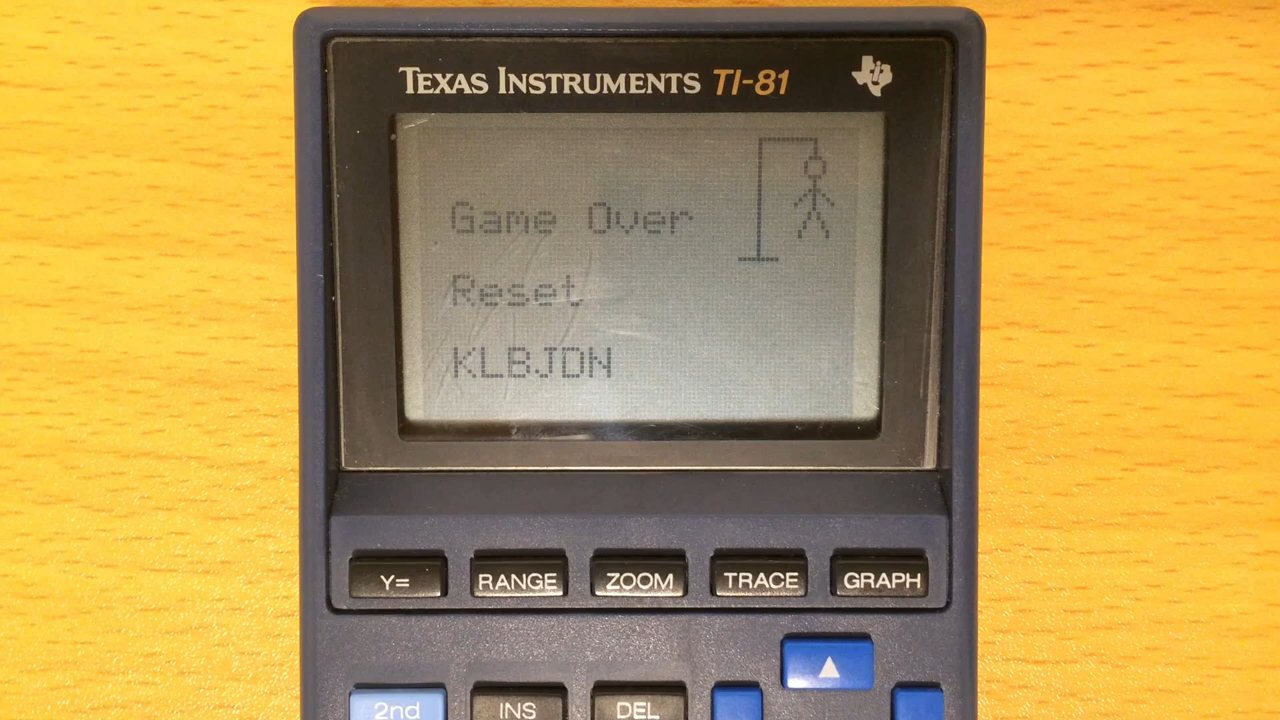 TEXAS INSTRUMENTS TI-81
Game Over
Reset
KLBJDN
Y= RANGE ZOOM TRACE GRAPH
▲
2nd INS DEL